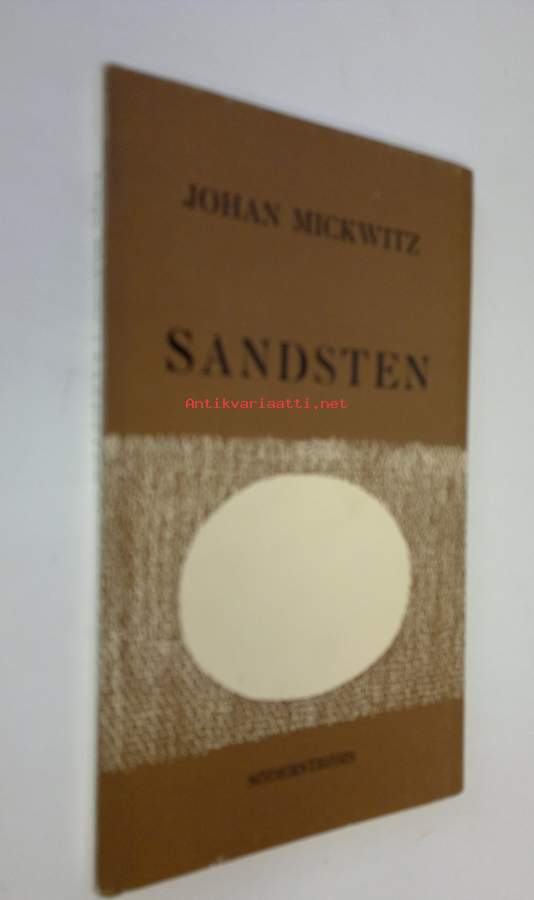 JOHAN MICKWITZ
SANDSTEN
Antikvariaatti.net
SÖDERSTRÖMS